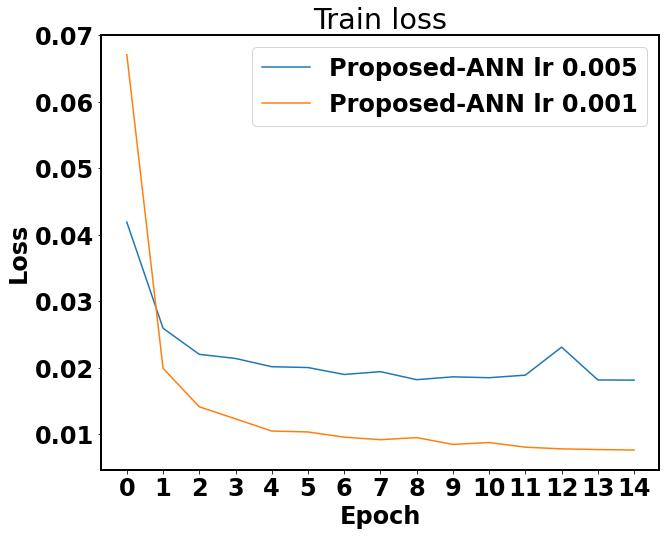 Train loss
0.07
0.06
0.05
0.04
0.03
0.02
0.01
Loss
Proposed-ANN lr 0.005
Proposed-ANN lr 0.001
0 1 2 3 4 5 6 7 8 9 10 11 12 13 14
Epoch